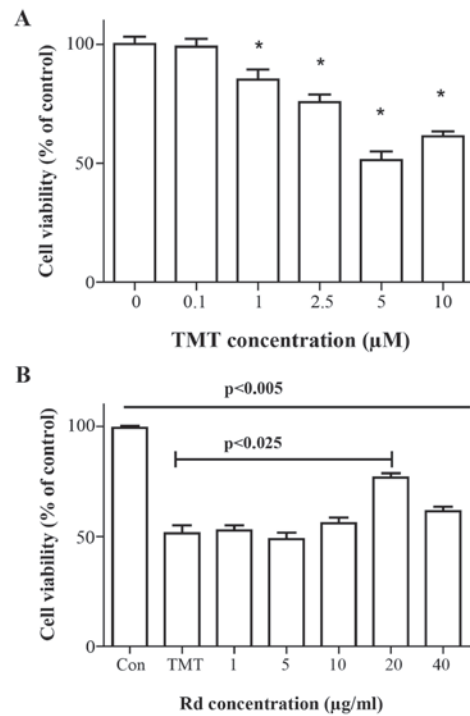 A
Cell viability (% of control)
100
50
0
* * * *
0 0.1 1 2.5 5 10
TMT concentration (µM)
B
Cell viability (% of control)
100
50
0
p<0.005
p<0.025
Con TMT 1 5 10 20 40
Rd concentration (µg/ml)